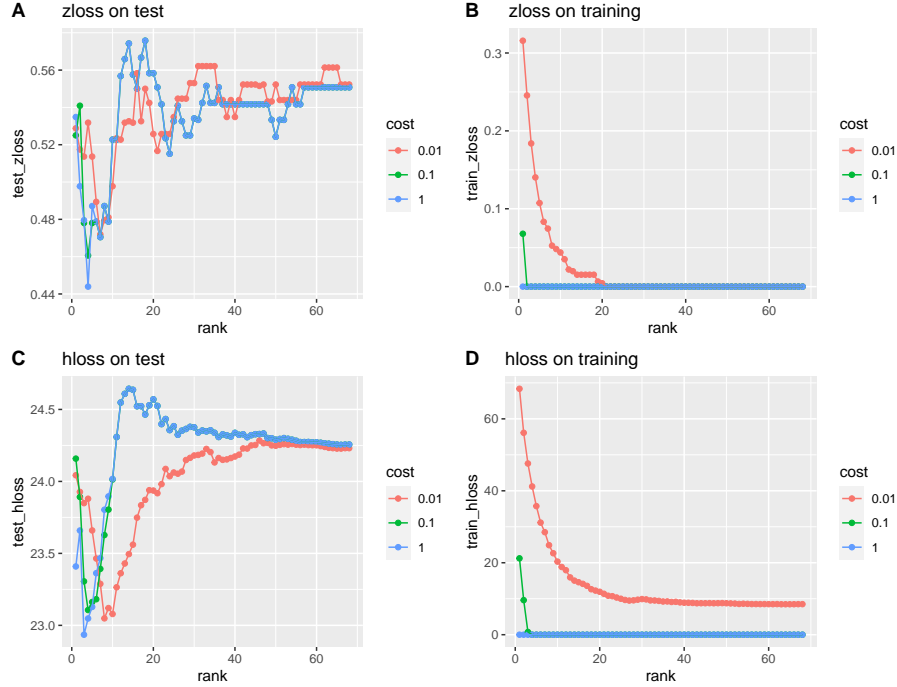 A
zloss on test
test_zloss
0.56
0.52
0.48
0.44
0
20
40
60
rank
cost
0.01
0.1
1
B
zloss on training
train_zloss
0.3
0.2
0.1
0.0
0
20
40
60
rank
cost
0.01
0.1
1
C
hloss on test
test_hloss
24.5
24.0
23.5
23.0
0
20
40
60
rank
cost
0.01
0.1
1
D
hloss on training
train_hloss
60
40
20
0
0
20
40
60
rank
cost
0.01
0.1
1